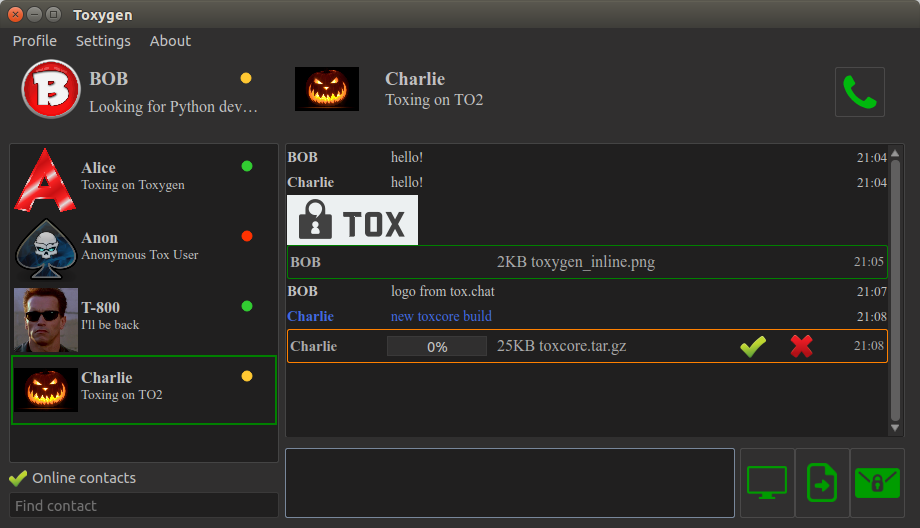 Toxygen
Profile Settings About
BOB
Looking for Python dev…
Charlie
Toxing on TO2
Alice
Toxing on Toxygen
Anon
Anonymous Tox User
T-800
I'll be back
Charlie
Toxing on TO2
Online contacts
Find contact
BOB hello! 21:04
Charlie hello! 21:04
TOX
BOB 2KB toxygen_inline.png 21:05
BOB logo from tox.chat 21:07
Charlie new toxcore build 21:08
Charlie 0% 25KB toxcore.tar.gz 21:08